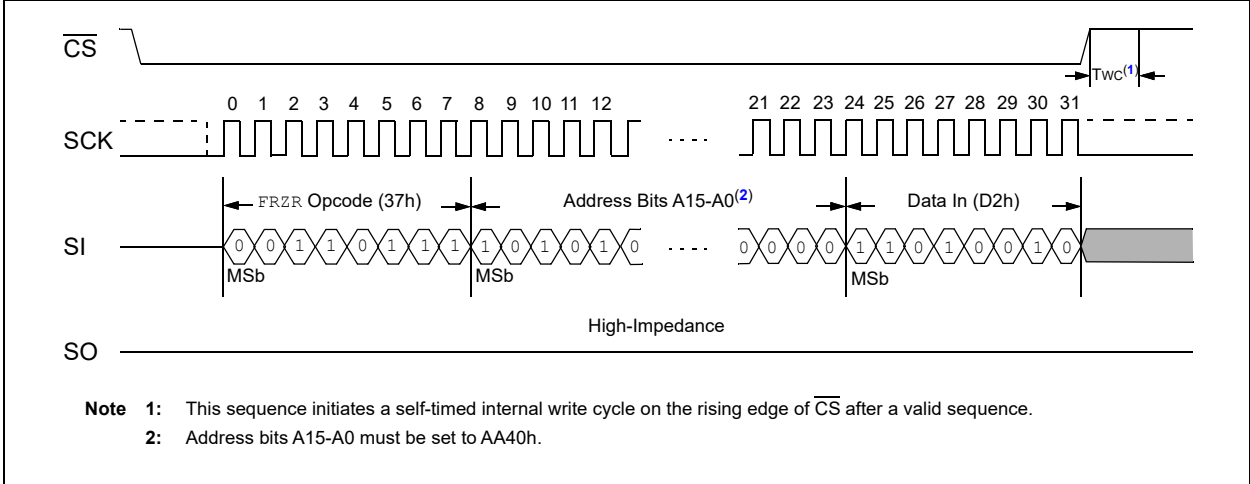 CS
TWC(1)
0 1 2 3 4 5 6 7 8 9 10 11 12 21 22 23 24 25 26 27 28 29 30 31
SCK
FRZR Opcode (37h) Address Bits A15-A0(2) Data In (D2h)
SI 0 0 1 1 0 1 1 1 1 0 1 0 1 0 0 0 0 0 1 1 0 1 0 0 1 0
MSb MSb MSb
High-Impedance
SO
Note 1: This sequence initiates a self-timed internal write cycle on the rising edge of CS after a valid sequence.
2: Address bits A15-A0 must be set to AA40h.